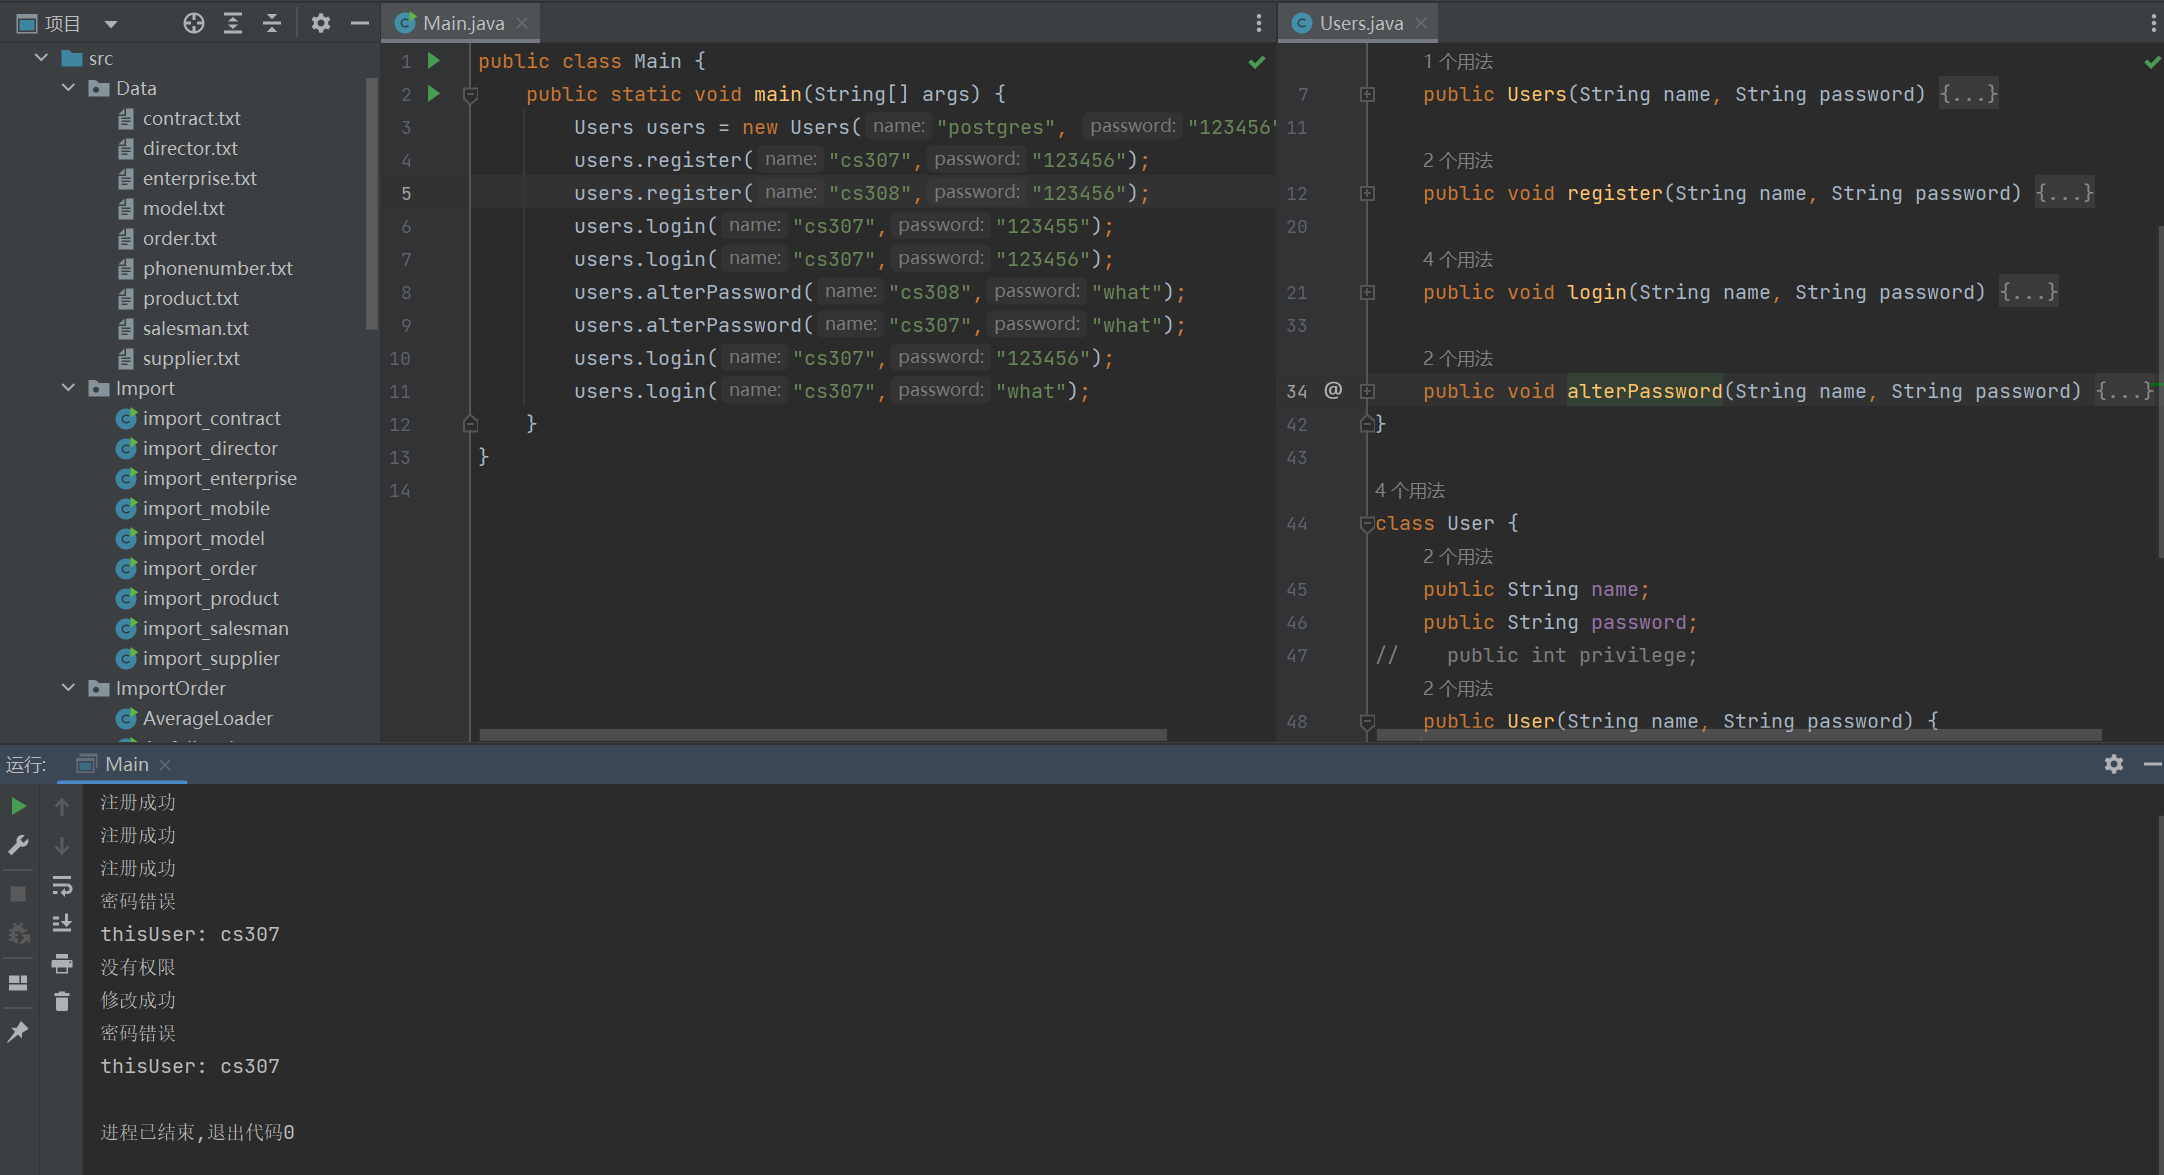 项目
src
Data
contract.txt
director.txt
enterprise.txt
model.txt
order.txt
phonenumber.txt
product.txt
salesman.txt
supplier.txt
Import
import_contract
import_director
import_enterprise
import_mobile
import_model
import_order
import_product
import_salesman
import_supplier
ImportOrder
AverageLoader
Main.java
1 public class Main {
2 public static void main(String[] args) {
3 Users users = new Users( name: "postgres", password: "123456"
4 users.register( name: "cs307", password: "123456");
5 users.register( name: "cs308", password: "123456");
6 users.login( name: "cs307", password: "123455");
7 users.login( name: "cs307", password: "123456");
8 users.alterPassword( name: "cs308", password: "what");
9 users.alterPassword( name: "cs307", password: "what");
10 users.login( name: "cs307", password: "123456");
11 users.login( name: "cs307", password: "what");
12 }
13 }
14
Users.java
1 个用法
7 public Users(String name, String password) {...}
11
2 个用法
12 public void register(String name, String password) {...}
20
4 个用法
21 public void login(String name, String password) {...}
33
2 个用法
34 @ public void alterPassword(String name, String password) {...}
42 }
43
4 个用法
44 class User {
2 个用法
45 public String name;
46 public String password;
47 // public int privilege;
2 个用法
48 public User(String name, String password) {
运行: Main
注册成功
注册成功
注册成功
密码错误
thisUser: cs307
没有权限
修改成功
密码错误
thisUser: cs307
进程已结束,退出代码0